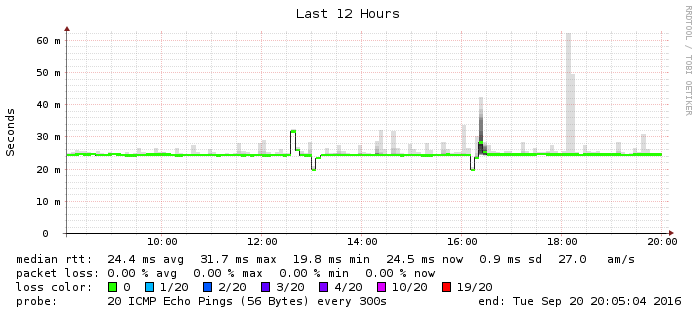 Last 12 Hours
RRDTOOL / TOBI OETIKER
Seconds
60 m
50 m
40 m
30 m
20 m
10 m
0
10:00 12:00 14:00 16:00 18:00 20:00
median rtt: 24.4 ms avg 31.7 ms max 19.8 ms min 24.5 ms now 0.9 ms sd 27.0 am/s
packet loss: 0.00 % avg 0.00 % max 0.00 % min 0.00 % now
loss color: 0 1/20 2/20 3/20 4/20 10/20 19/20
probe: 20 ICMP Echo Pings (56 Bytes) every 300s end: Tue Sep 20 20:05:04 2016